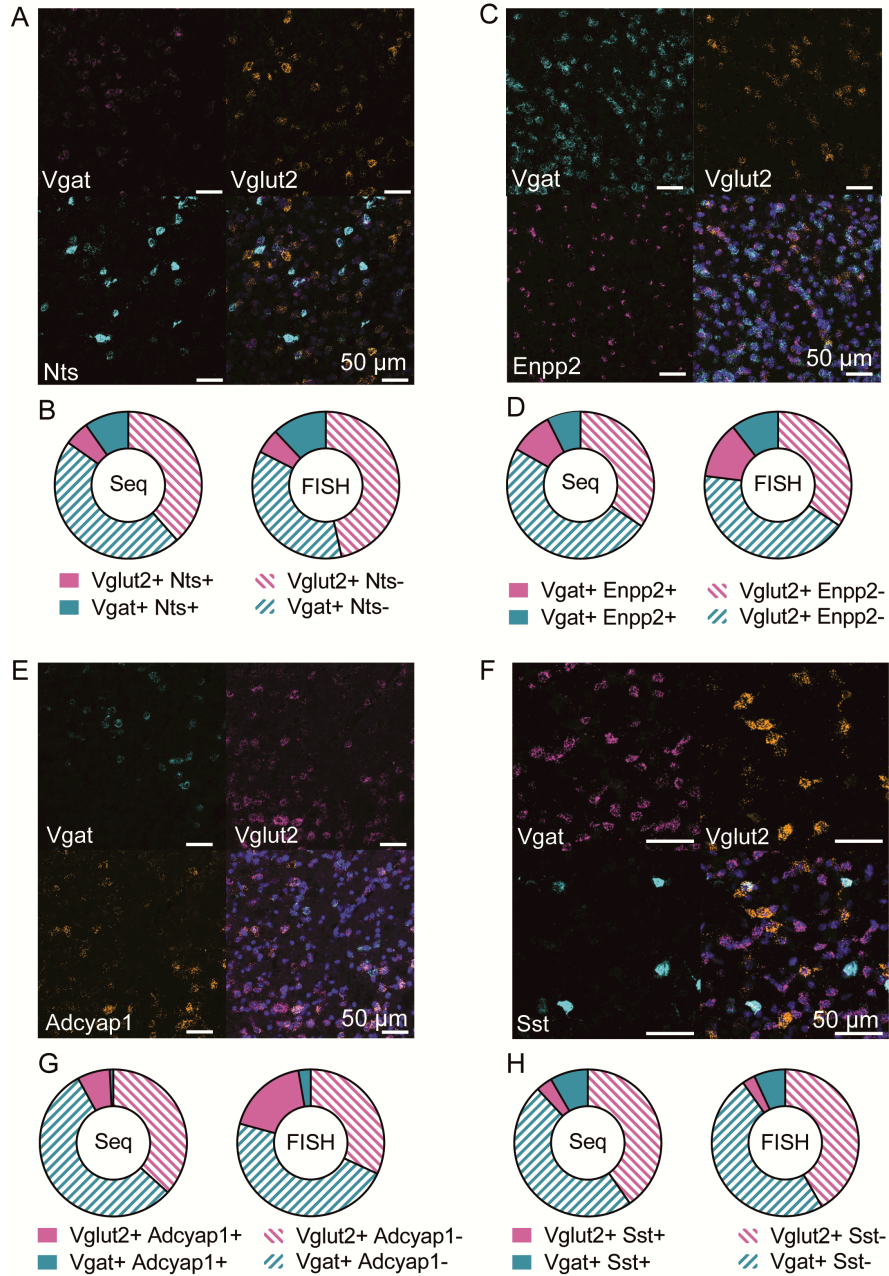 A
Vgat
Vglut2
Nts
50 µm
C
Vgat
Vglut2
Enpp2
50 µm
B
Seq
FISH
Vglut2+ Nts+
Vglut2+ Nts-
Vgat+ Nts+
Vgat+ Nts-
D
Seq
FISH
Vgat+ Enpp2+
Vglut2+ Enpp2-
Vgat+ Enpp2+
Vglut2+ Enpp2-
E
Vgat
Vglut2
Adcyap1
50 µm
F
Vgat
Vglut2
Sst
50 µm
G
Seq
FISH
Vglut2+ Adcyap1+
Vglut2+ Adcyap1-
Vgat+ Adcyap1+
Vgat+ Adcyap1-
H
Seq
FISH
Vglut2+ Sst+
Vglut2+ Sst-
Vgat+ Sst+
Vgat+ Sst-